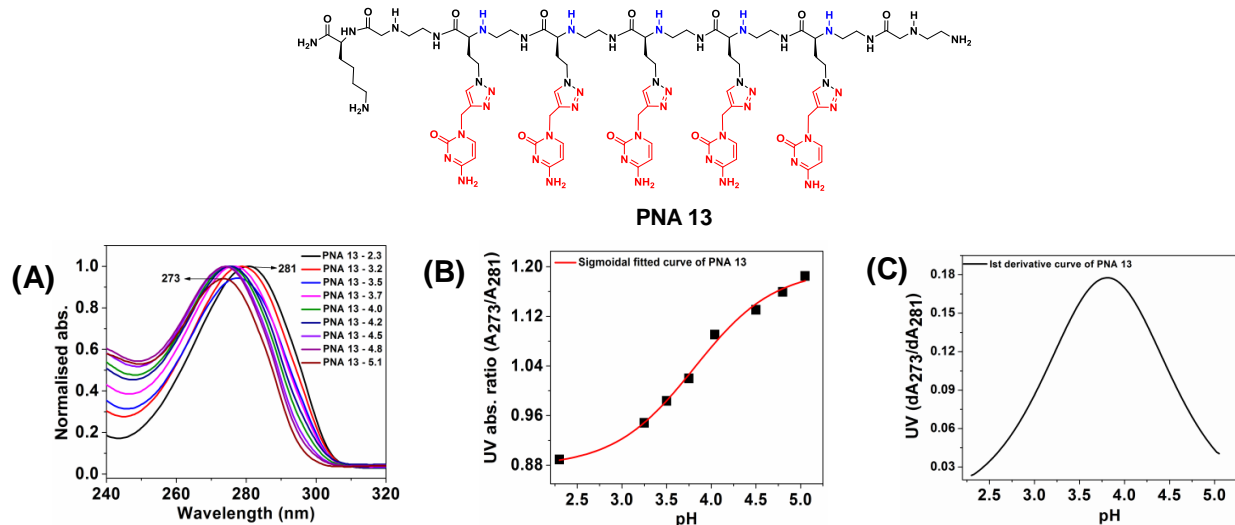 O H N O H N O H N O H N O H N O H N O H N
H2N N H N H N H N H N H N H N H NH2
H2N
N N N N N N N N N N N N N N N
O N O N O N O N O N
N N N N N
NH2 NH2 NH2 NH2 NH2
PNA 13
(A)
Normalised abs.
1.0
0.8
0.6
0.4
0.2
0.0
273
281
PNA 13 - 2.3
PNA 13 - 3.2
PNA 13 - 3.5
PNA 13 - 3.7
PNA 13 - 4.0
PNA 13 - 4.2
PNA 13 - 4.5
PNA 13 - 4.8
PNA 13 - 5.1
240 260 280 300 320
Wavelength (nm)
(B)
UV abs. ratio (A273/A281)
1.20
1.12
1.04
0.96
0.88
Sigmoidal fitted curve of PNA 13
2.5 3.0 3.5 4.0 4.5 5.0
pH
(C)
UV (dA273/dA281)
0.18
0.15
0.12
0.09
0.06
0.03
Ist derivative curve of PNA 13
2.5 3.0 3.5 4.0 4.5 5.0
pH